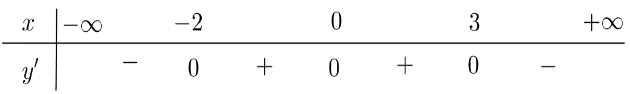 x −∞ −2 0 3 +∞
y′ − 0 + 0 + 0 −